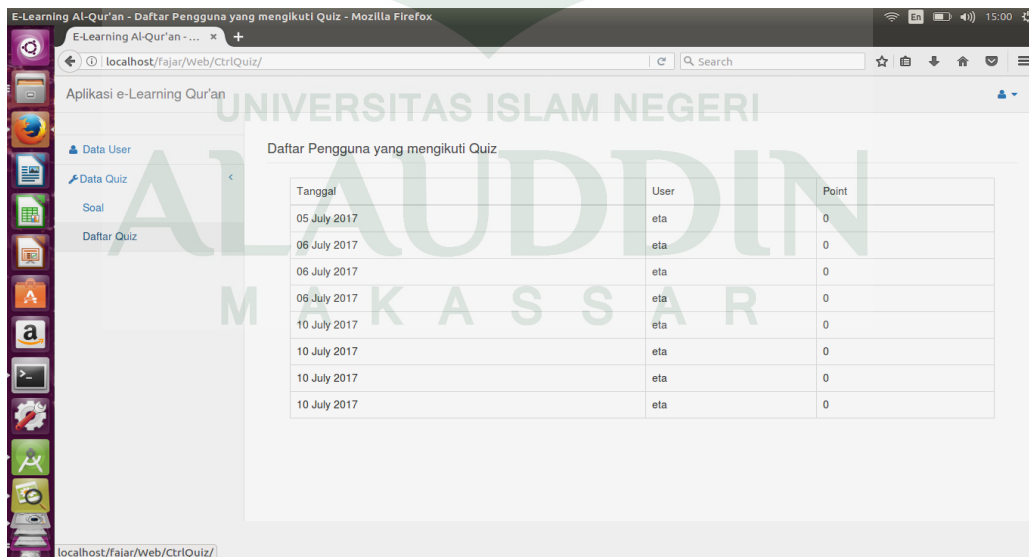 E-Learning Al-Qur'an - Daftar Pengguna yang mengikuti Quiz - Mozilla Firefox
En
15:00
E-Learning Al-Qur'an - ... × +
localhost/fajar/Web/CtrlQuiz/
Search
Aplikasi e-Learning Qur'an
UNIVERSITAS ISLAM NEGERI
ALAUDDIN
MAKASSAR
Data User
Data Quiz
Soal
Daftar Quiz
Daftar Pengguna yang mengikuti Quiz
Tanggal User Point
05 July 2017 eta 0
06 July 2017 eta 0
06 July 2017 eta 0
06 July 2017 eta 0
10 July 2017 eta 0
10 July 2017 eta 0
10 July 2017 eta 0
10 July 2017 eta 0
localhost/fajar/Web/CtrlQuiz/